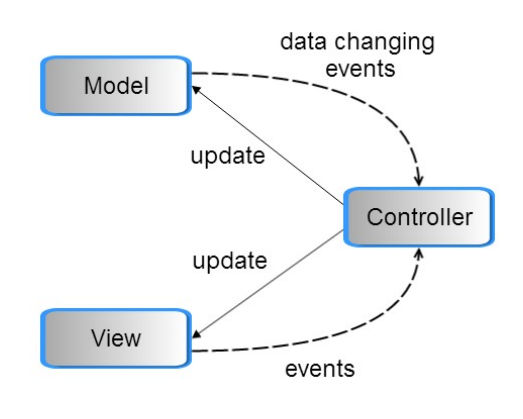 data changing
events
Model
update
Controller
update
View
events